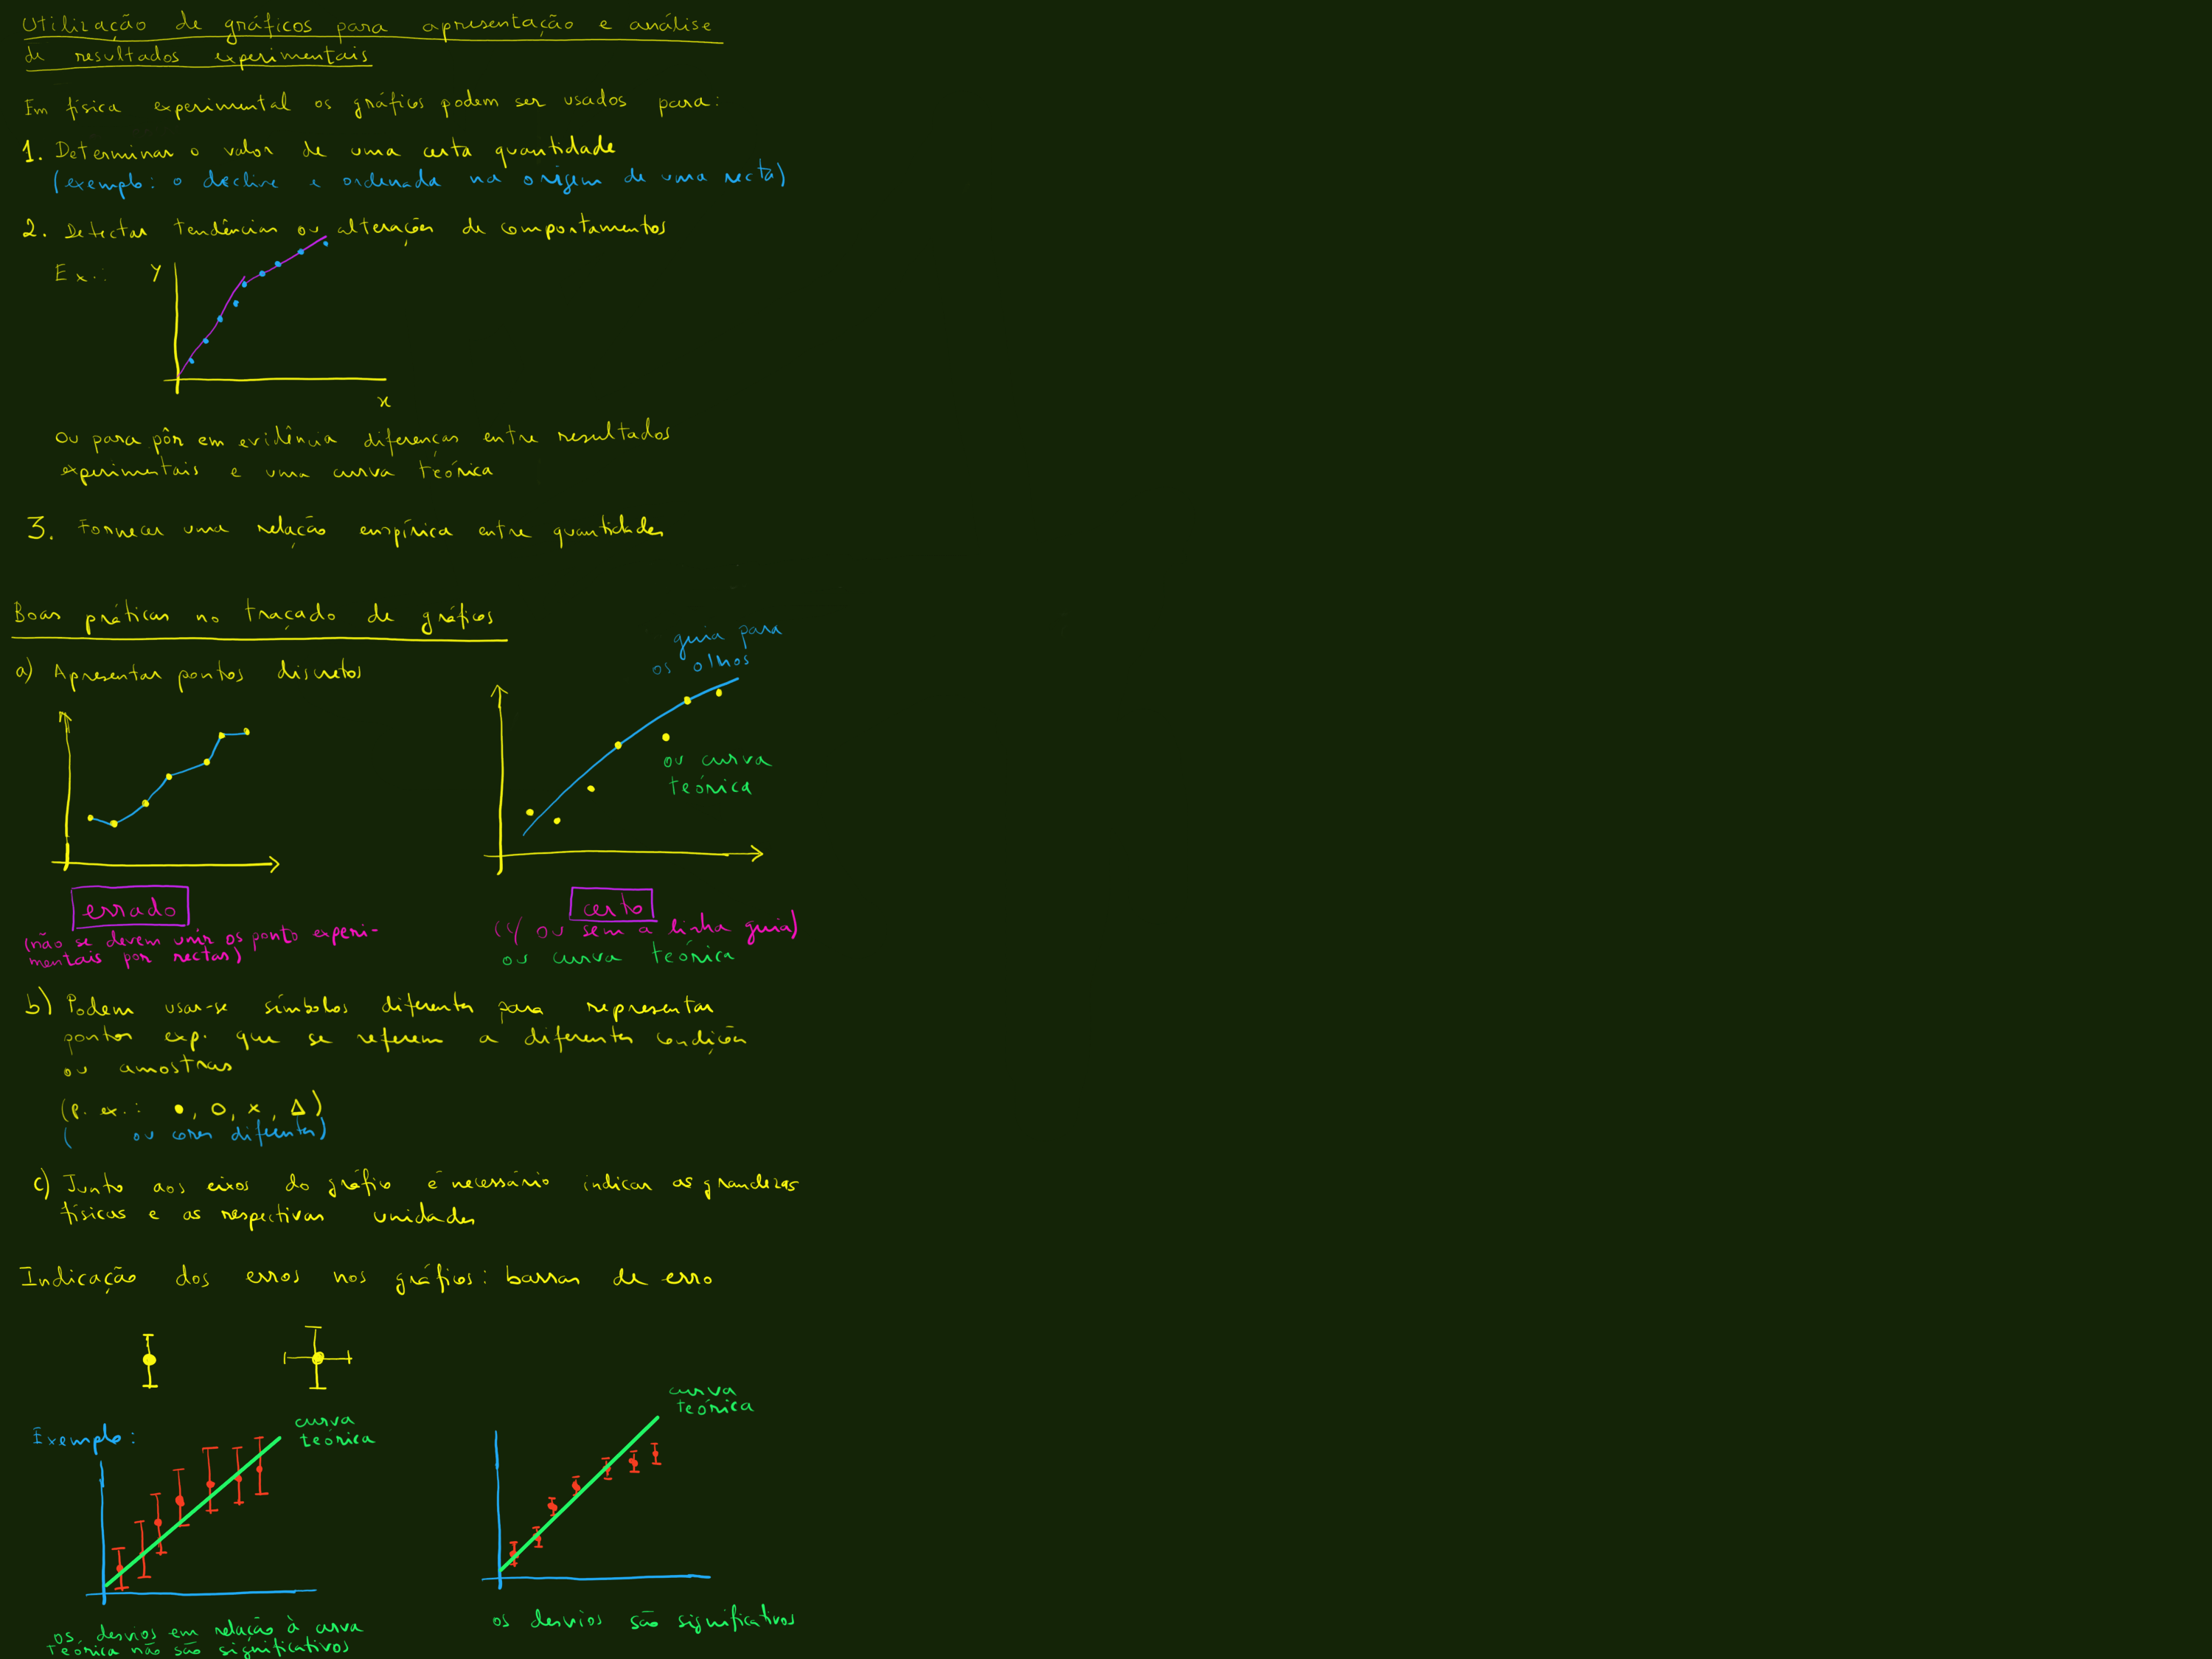 Utilização de gráficos para apresentação e análise
de resultados experimentais
Em física experimental os gráficos podem ser usados para:
1. Determinar o valor de uma certa quantidade
(exemplo: o declive e ordenada na origem de uma recta)
2. Detectar tendências ou alterações de comportamentos
Ex.:
Y
x
Ou para pôr em evidência diferenças entre resultados
experimentais e uma curva teórica
3. Fornecer uma relação empírica entre quantidades
Boas práticas no traçado de gráficos
a) Apresentar pontos discretos
guia para
os olhos
ou curva
teórica
errado
(não se devem unir os ponto experi-
mentais por rectas)
certo
(c/ ou sem a linha guia)
ou curva teórica
b) Podem usar-se símbolos diferentes para representar
pontos exp. que se referem a diferentes condições
ou amostras
(p. ex.: ●, O, x, Δ)
( ou cores diferentes)
c) Junto aos eixos do gráfico é necessário indicar as grandezas
físicas e as respectivas unidades
Indicação dos erros nos gráficos: barras de erro
Exemplo:
curva
teórica
curva
teórica
os desvios em relação à curva
teórica não são significativos
os desvios são significativos